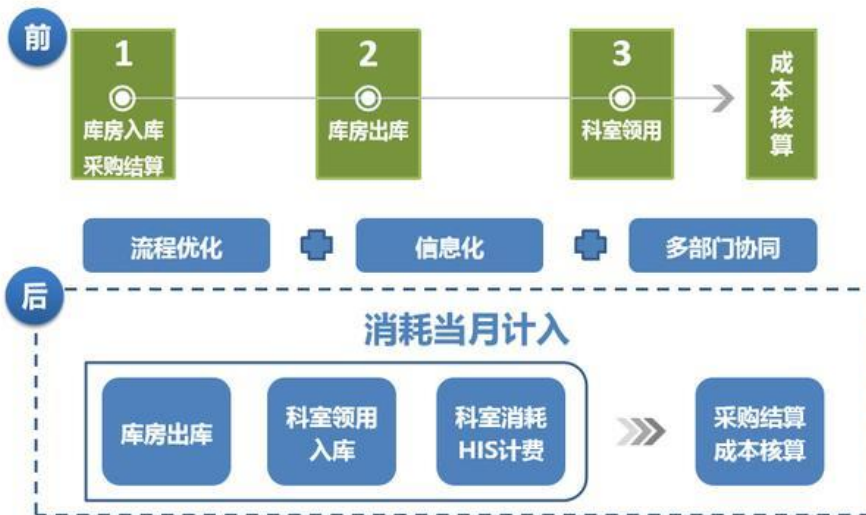 前
1
库房入库
采购结算
2
库房出库
3
科室领用
成本核算
流程优化
信息化
多部门协同
后
消耗当月计入
库房出库
科室领用
入库
科室消耗
HIS计费
采购结算
成本核算